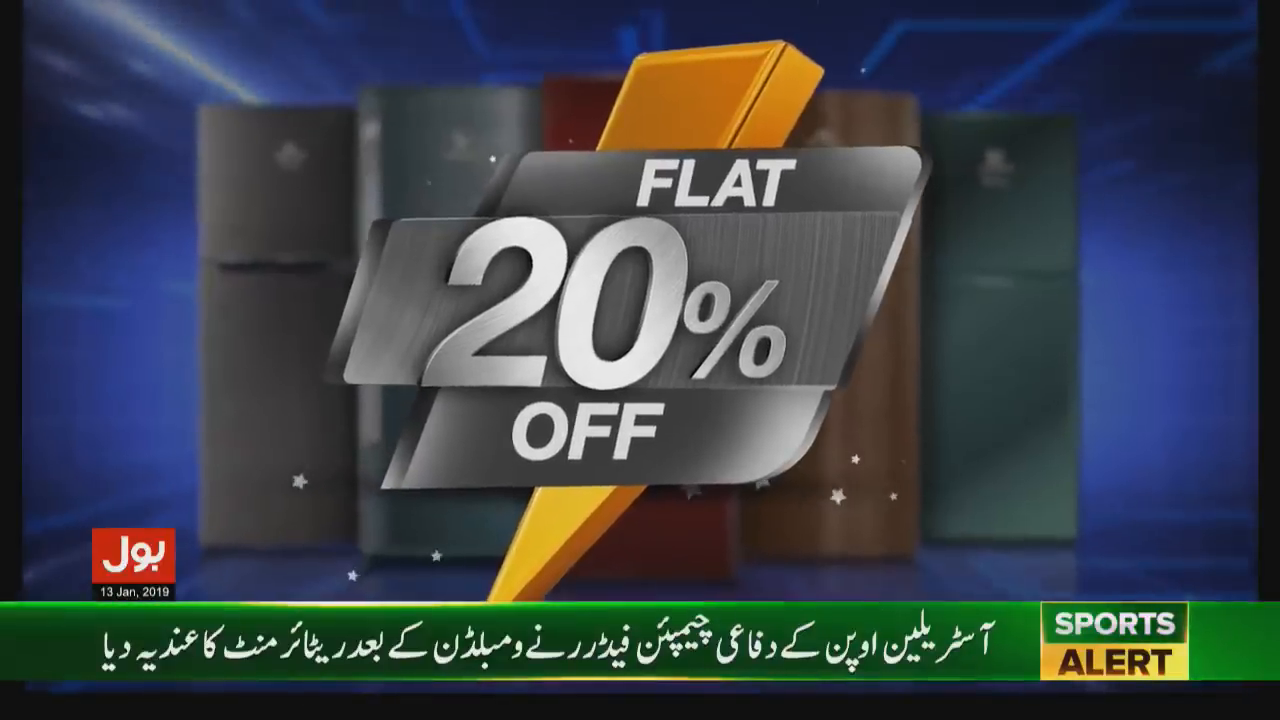 FLAT
20%
OFF
بول
13 Jan, 2019
آسٹریلین اوپن کے دفاعی چیمپئن فیڈرر نے ومبلڈن کے بعد ریٹائرمنٹ کا عندیہ دیا
SPORTS
ALERT